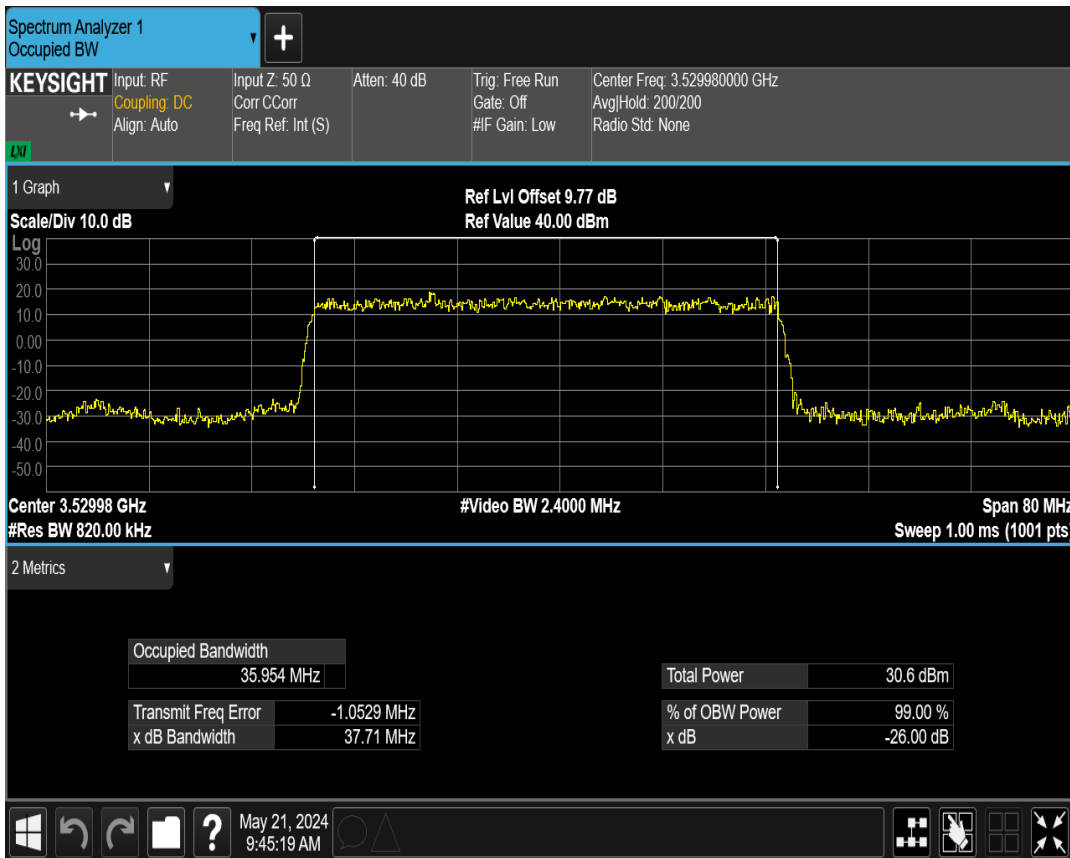 Spectrum Analyzer 1
Occupied BW
KEYSIGHT
Input: RF
Coupling: DC
Align: Auto
Input Z: 50 Ω
Corr CCorr
Freq Ref: Int (S)
Atten: 40 dB
Trig: Free Run
Gate: Off
#IF Gain: Low
Center Freq: 3.529980000 GHz
Avg|Hold: 200/200
Radio Std: None
LXI
1 Graph
Scale/Div 10.0 dB
Ref Lvl Offset 9.77 dB
Ref Value 40.00 dBm
Log
30.0
20.0
10.0
0.00
-10.0
-20.0
-30.0
-40.0
-50.0
Center 3.52998 GHz
#Video BW 2.4000 MHz
Span 80 MHz
#Res BW 820.00 kHz
Sweep 1.00 ms (1001 pts)
2 Metrics
Occupied Bandwidth
35.954 MHz
Total Power 30.6 dBm
Transmit Freq Error -1.0529 MHz
% of OBW Power 99.00 %
x dB Bandwidth 37.71 MHz
x dB -26.00 dB
?
May 21, 2024
9:45:19 AM